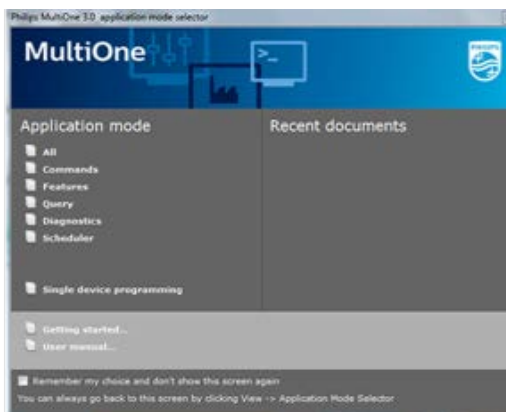 Philips MultiOne 3.0 application mode selector
MultiOne
>_
PHILIPS
Application mode
All
Commands
Features
Query
Diagnostics
Scheduler
Single device programming
Recent documents
Getting started...
User manual...
Remember my choice and don't show this screen again
You can always go back to this screen by clicking View -> Application Mode Selector